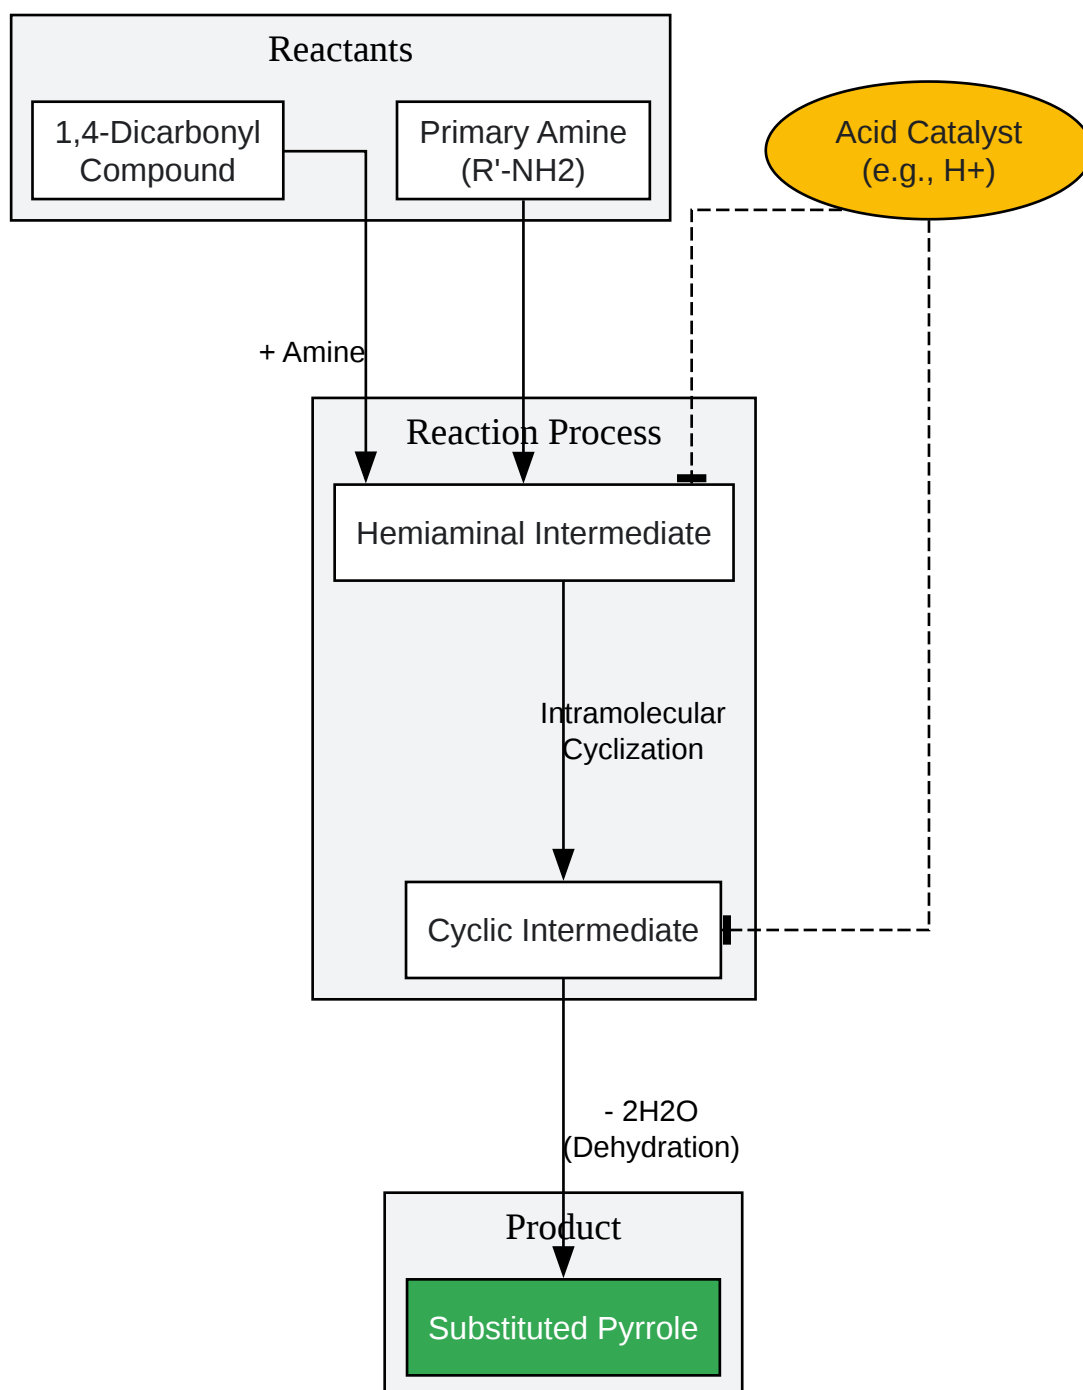 Reactants
1,4-Dicarbonyl
Compound
Primary Amine
(R'-NH2)
Acid Catalyst
(e.g., H+)
+ Amine
Reaction Process
Hemiaminal Intermediate
Intramolecular
Cyclization
Cyclic Intermediate
- 2H2O
(Dehydration)
Product
Substituted Pyrrole